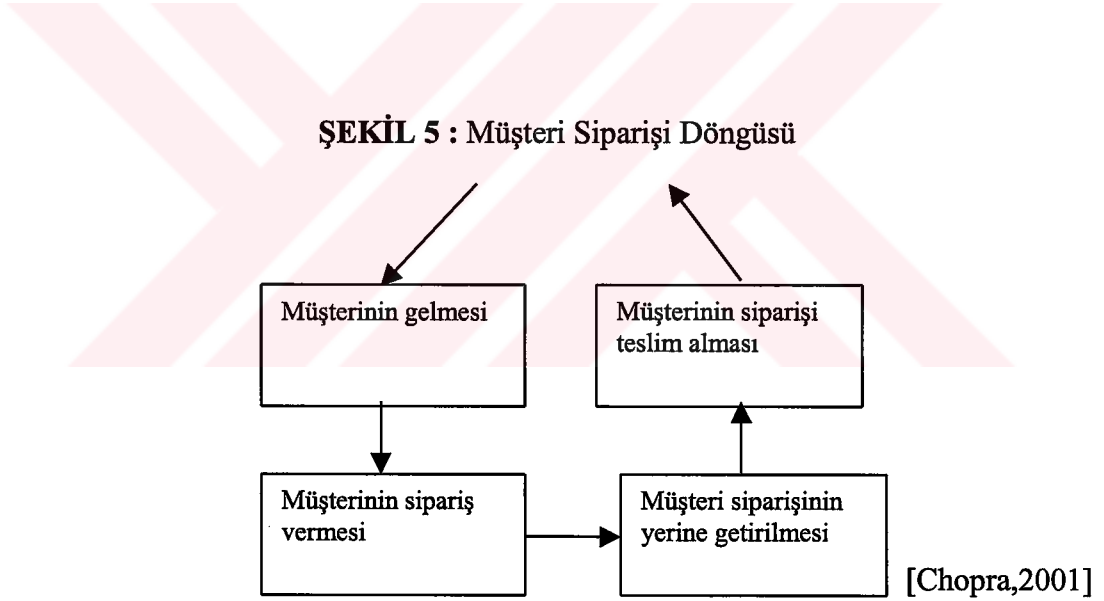 ŞEKİL 5 : Müşteri Siparişi Döngüsü
Müşterinin gelmesi
Müşterinin siparişi
teslim alması
Müşterinin sipariş
vermesi
Müşteri siparişinin
yerine getirilmesi
[Chopra,2001]